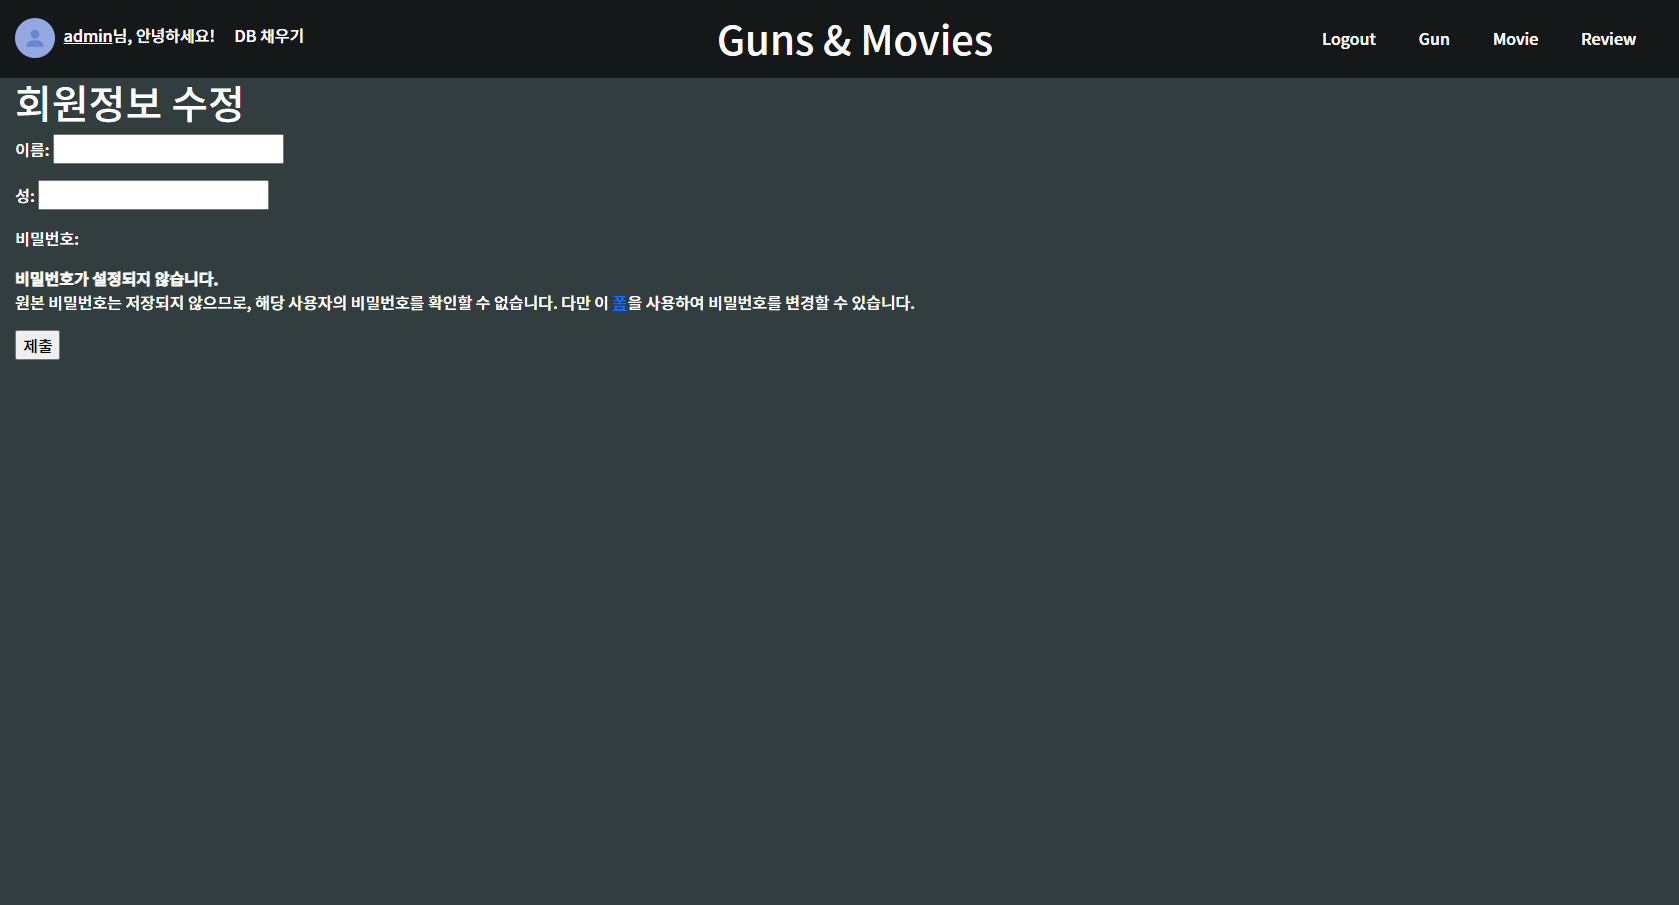 admin님, 안녕하세요! DB 채우기 Guns & Movies Logout Gun Movie Review
회원정보 수정
이름:
성:
비밀번호:
비밀번호가 설정되지 않습니다.
원본 비밀번호는 저장되지 않으므로, 해당 사용자의 비밀번호를 확인할 수 없습니다. 다만 이 폼을 사용하여 비밀번호를 변경할 수 있습니다.
제출